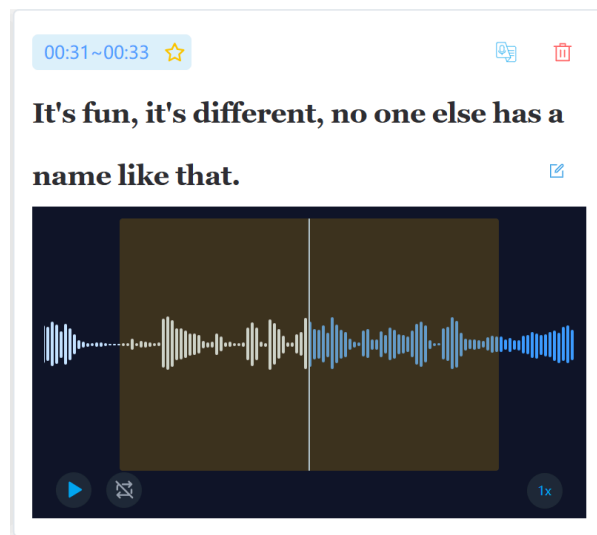 00:31~00:33
It's fun, it's different, no one else has a
name like that.
1x